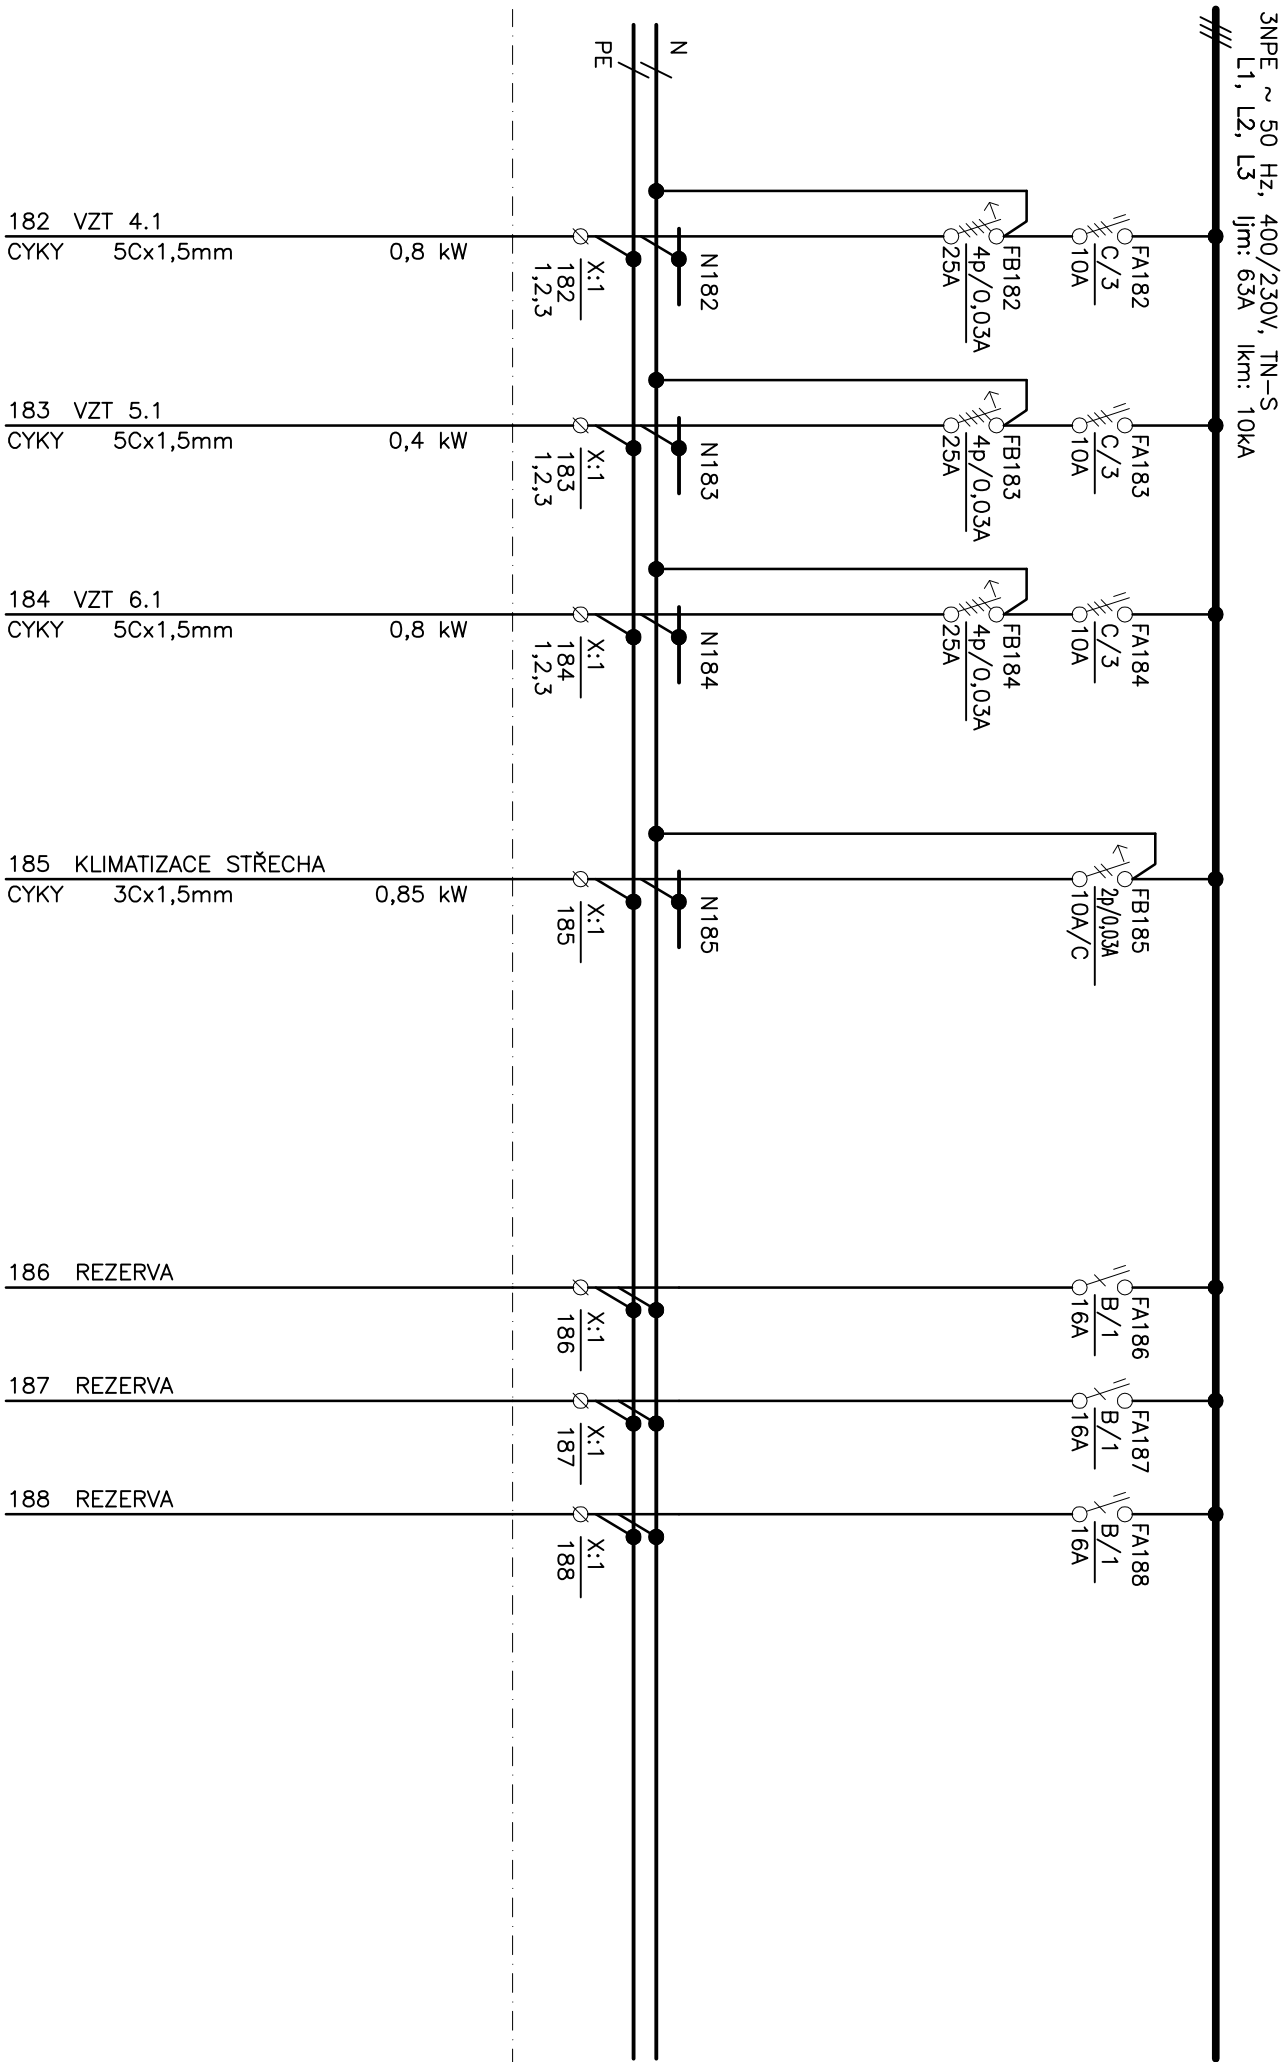 3NPE ~ 50 Hz, 400/230V, TN-S
L1, L2, L3 Ijm: 63A Ikm: 10kA
N
PE
182 VZT 4.1
CYKY 5Cx1,5mm 0,8 kW
X:1
182
1,2,3
N182
FB182
4p/0,03A
25A
FA182
C/3
10A
183 VZT 5.1
CYKY 5Cx1,5mm 0,4 kW
X:1
183
1,2,3
N183
FB183
4p/0,03A
25A
FA183
C/3
10A
184 VZT 6.1
CYKY 5Cx1,5mm 0,8 kW
X:1
184
1,2,3
N184
FB184
4p/0,03A
25A
FA184
C/3
10A
185 KLIMATIZACE STŘECHA
CYKY 3Cx1,5mm 0,85 kW
X:1
185
N185
FB185
2p/0,03A
10A/C
186 REZERVA
X:1
186
FA186
B/1
16A
187 REZERVA
X:1
187
FA187
B/1
16A
188 REZERVA
X:1
188
FA188
B/1
16A